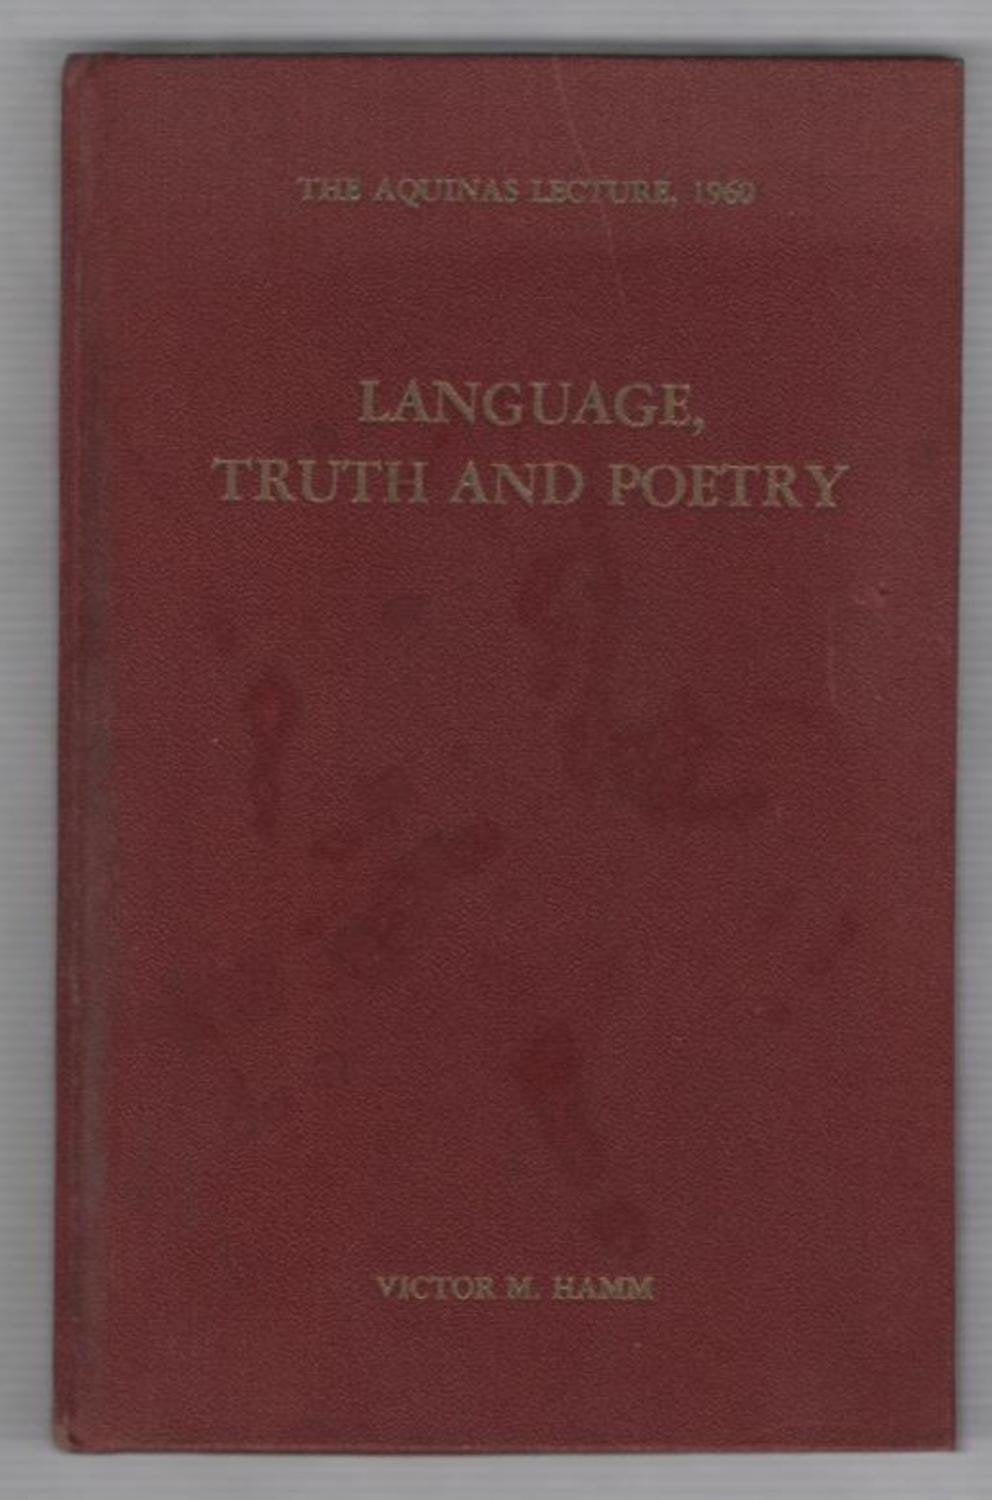 THE AQUINAS LECTURE, 1960
LANGUAGE,
TRUTH AND POETRY
VICTOR M. HAMM